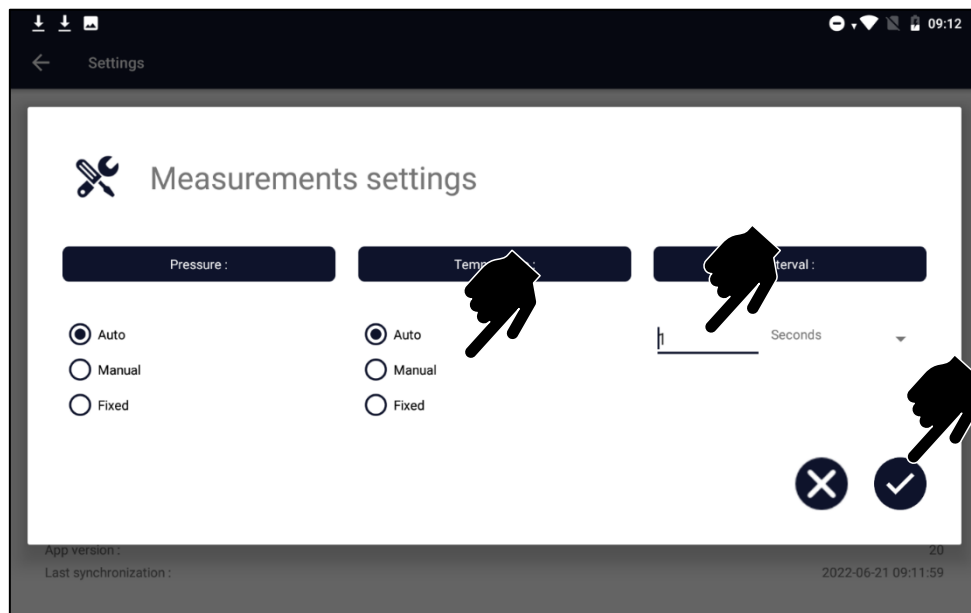 09:12
Settings
Measurements settings
Pressure :
Auto
Manual
Fixed
Auto
Manual
Fixed
1 Seconds
App version : 20
Last synchronization : 2022-06-21 09:11:59